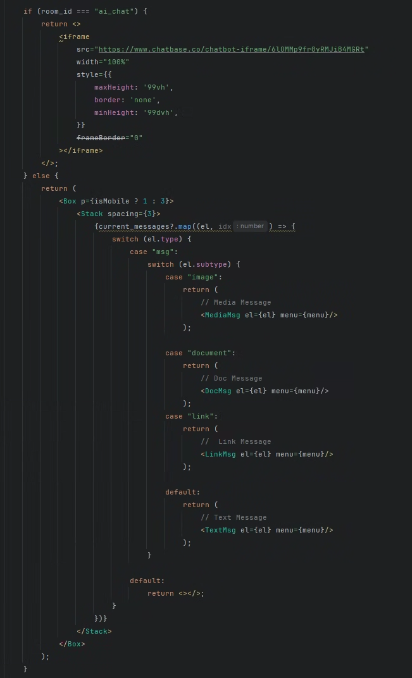 if (room_id === "ai_chat") {
return <>
<iframe
src="https://www.chatbase.co/chatbot-iframe/
width="100%"
style={{
maxHeight: '99vh',
border: 'none',
minHeight: '99dvh',
}}
frameBorder="0"
></iframe>
</>;
} else {
return (
<Box p={isMobile ? 1 : 3}>
<Stack spacing={3}>
{current_messages?.map((el, idx : number ) => {
switch (el.type) {
case "msg":
switch (el.subtype) {
case "image":
return (
// Media Message
<MediaMsg el={el} menu={menu}/>
);
case "document":
return (
// Doc Message
<DocMsg el={el} menu={menu}/>
);
case "link":
return (
// Link Message
<LinkMsg el={el} menu={menu}/>
);
default:
return (
// Text Message
<TextMsg el={el} menu={menu}/>
);
}
default:
return <></>;
}
})}
</Stack>
</Box>
);
}